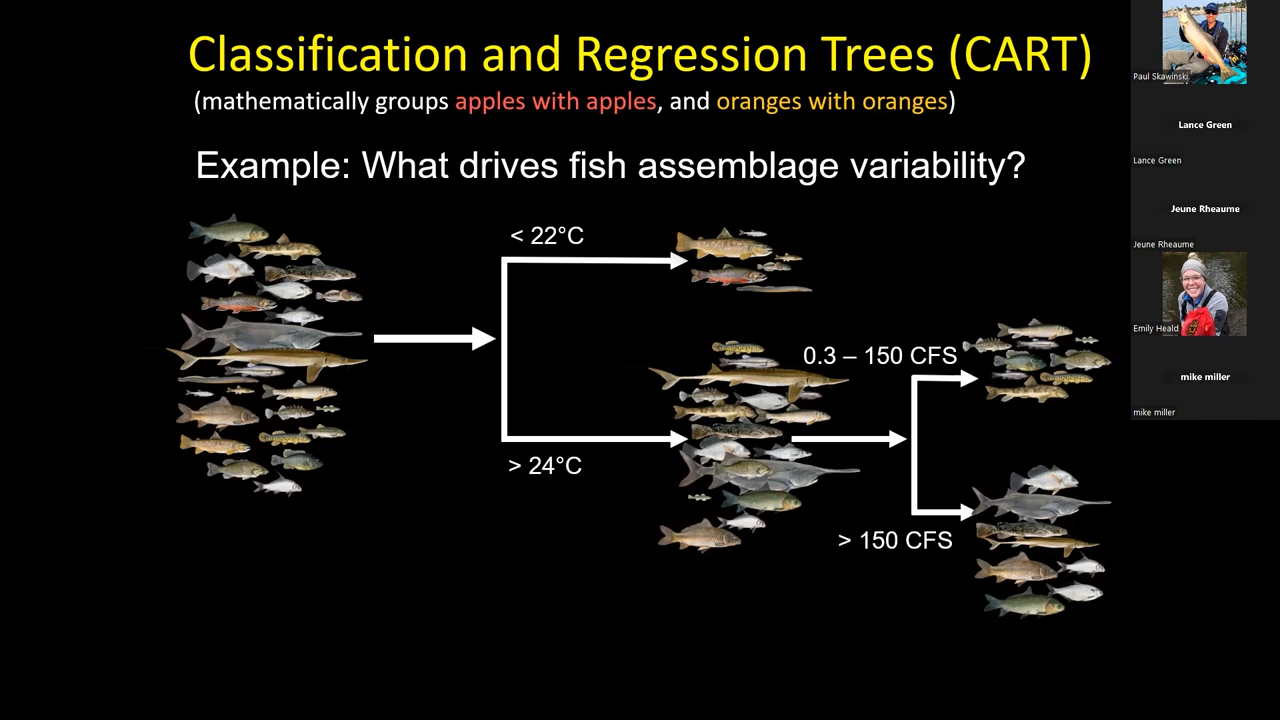 Classification and Regression Trees (CART)
(mathematically groups apples with apples, and oranges with oranges)
Example: What drives fish assemblage variability?
< 22°C
> 24°C
0.3 – 150 CFS
> 150 CFS
Paul Skawinski
Lance Green
Lance Green
Jeune Rheaume
Jeune Rheaume
Emily Heald
mike miller
mike miller